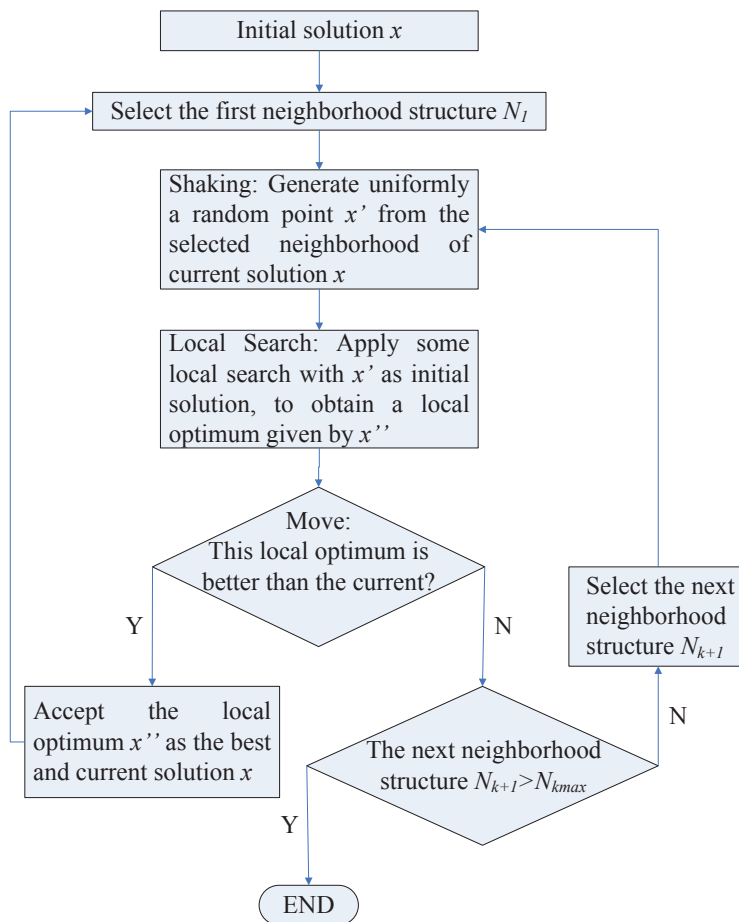 Initial solution x
Select the first neighborhood structure N1
Shaking: Generate uniformly
a random point x’ from the
selected neighborhood of
current solution x
Local Search: Apply some
local search with x’ as initial
solution, to obtain a local
optimum given by x’’
Move:
This local optimum is
better than the current?
Y
N
Select the next
neighborhood
structure Nk+1
Accept the local
optimum x’’ as the best
and current solution x
The next neighborhood
structure Nk+1>Nkmax
N
Y
END